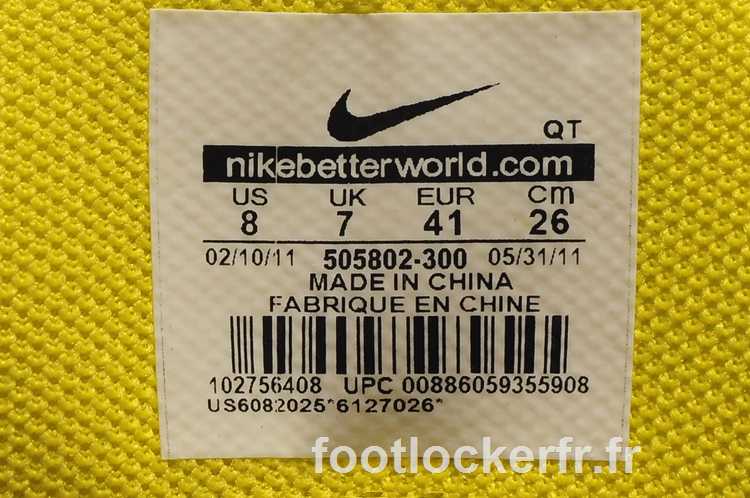 QT
nikebetterworld.com
US UK EUR Cm
8 7 41 26
02/10/11 505802-300 05/31/11
MADE IN CHINA
FABRIQUE EN CHINE
102756408 UPC 00886059355908
US6082025*6127026*
footlockerfr.fr